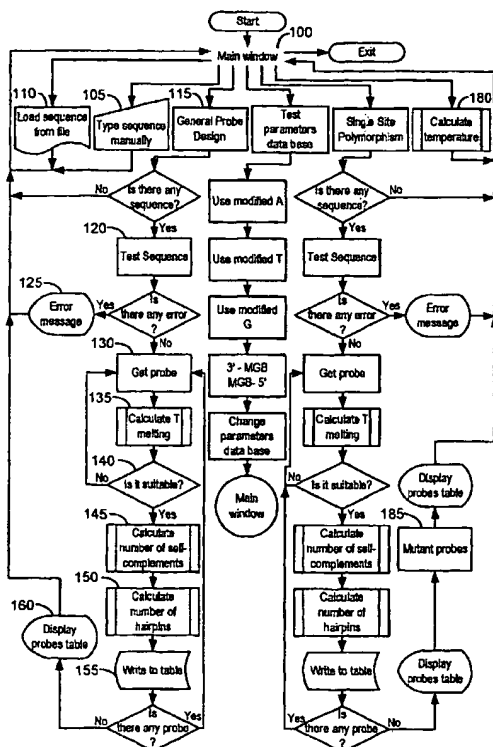 Start
100
Main window
Exit
110
105
115
180
Load sequence
from file
Type sequence
manually
General Probe
Design
Test
parameters
data base
Single Site
Polymorphism
Calculate
temperature
No
Is there any
sequence?
Use modified A
Is there any
sequence?
No
120
Yes
Yes
Test Sequence
Use modified T
Test Sequence
125
Error
message
Yes
Is
there any error
?
Use modified
G
Is
there any error
?
Yes
Error
message
130
No
No
Get probe
3' - MGB
MGB- 5'
Get probe
135
Calculate T
melting
Change
parameters
data base
Calculate T
melting
140
No
Is it suitable?
Main
window
No
Is it suitable?
Display
probes table
145
Yes
Yes
185
Calculate
number of self-
complements
Calculate
number of self-
complements
Mutant probes
150
Calculate
number of
hairpins
Calculate
number of
hairpins
160
Display
probes table
155
Write to table
Write to table
Display
probes table
No
Is
there any probe
?
Yes
Yes
Is
there any probe
?
No